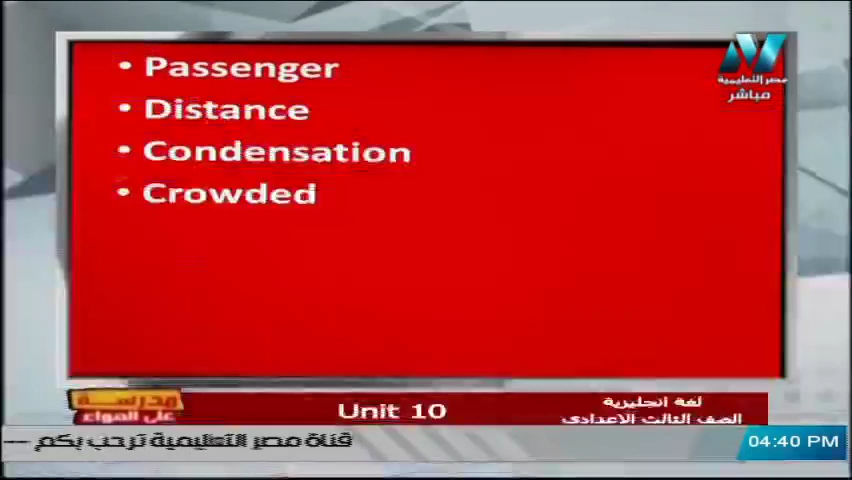 • Passenger
• Distance
• Condensation
• Crowded
مصر التعليمية
مباشر
مدرسة
على الهواء
Unit 10
لغة انجليزية
الصف الثالث الاعدادى
قناة مصر التعليمية ترحب بكم ---
04:40 PM